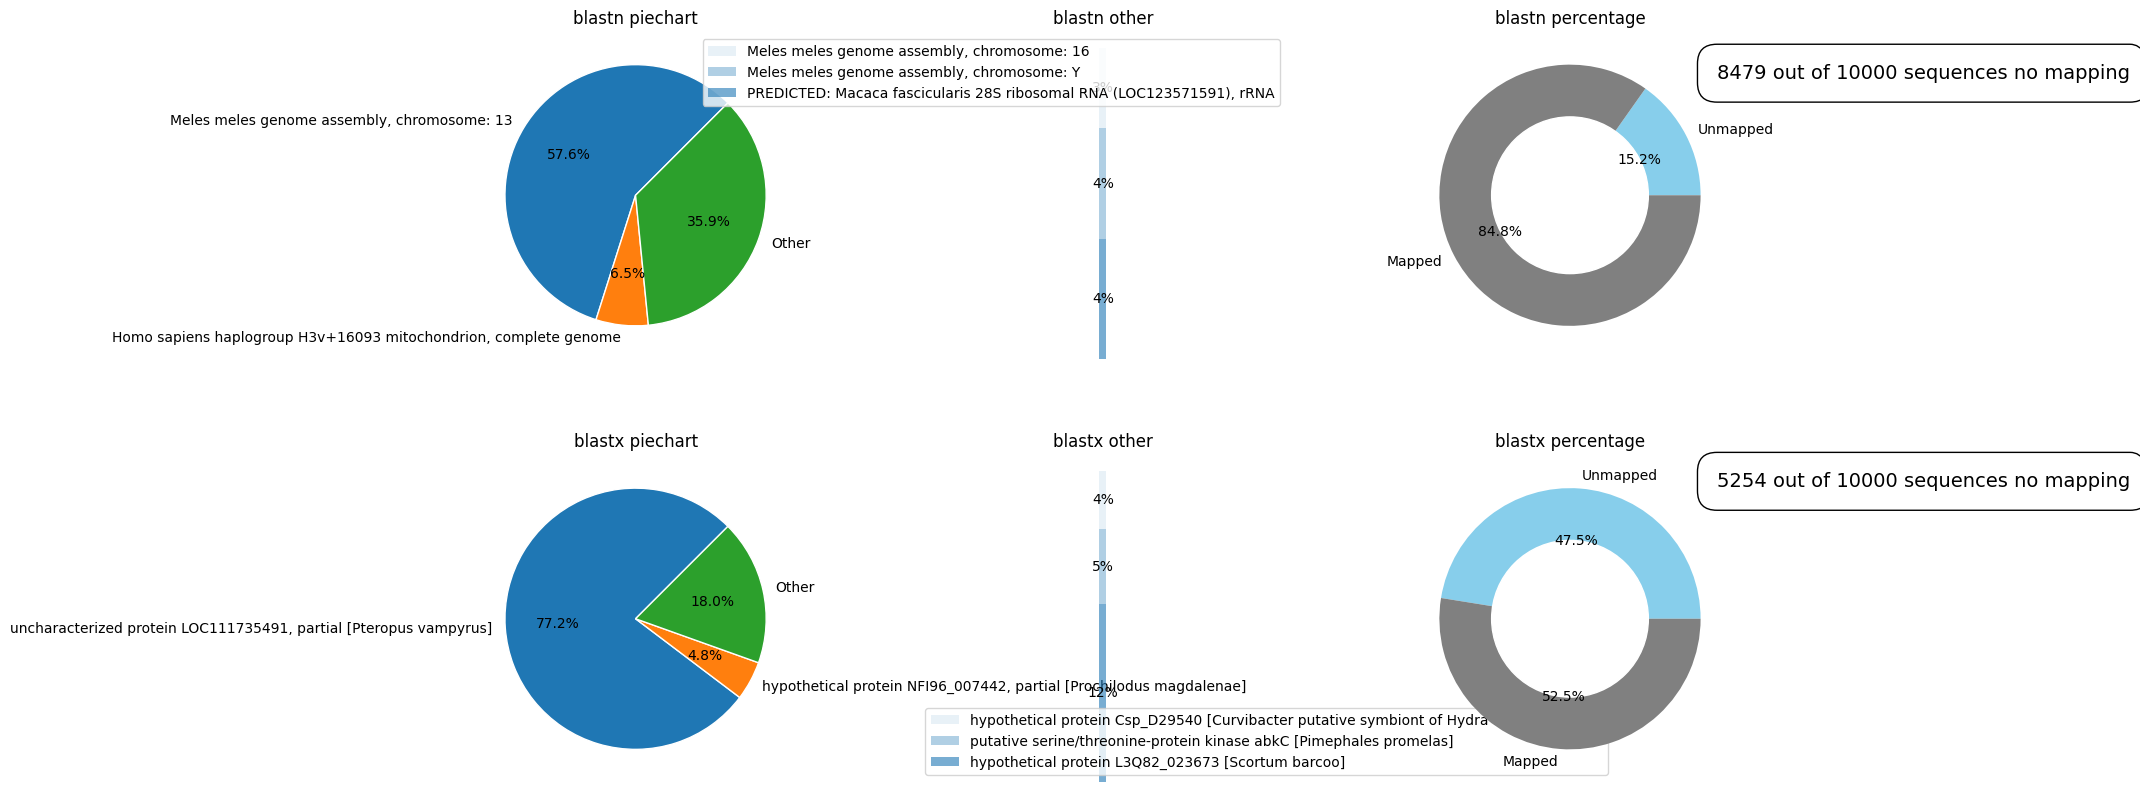 blastn piechart
blastn other
blastn percentage
Meles meles genome assembly, chromosome: 16
Meles meles genome assembly, chromosome: Y
PREDICTED: Macaca fascicularis 28S ribosomal RNA (LOC123571591), rRNA
8479 out of 10000 sequences no mapping
Meles meles genome assembly, chromosome: 13
57.6%
35.9%
6.5%
Other
Homo sapiens haplogroup H3v+16093 mitochondrion, complete genome
4%
4%
Unmapped
15.2%
84.8%
Mapped
blastx piechart
blastx other
blastx percentage
5254 out of 10000 sequences no mapping
uncharacterized protein LOC111735491, partial [Pteropus vampyrus]
77.2%
18.0%
4.8%
Other
hypothetical protein NFI96_007442, partial [Prochilodus magdalenae]
4%
5%
12%
hypothetical protein Csp_D29540 [Curvibacter putative symbiont of Hydra
putative serine/threonine-protein kinase abkC [Pimephales promelas]
hypothetical protein L3Q82_023673 [Scortum barcoo]
Unmapped
47.5%
52.5%
Mapped